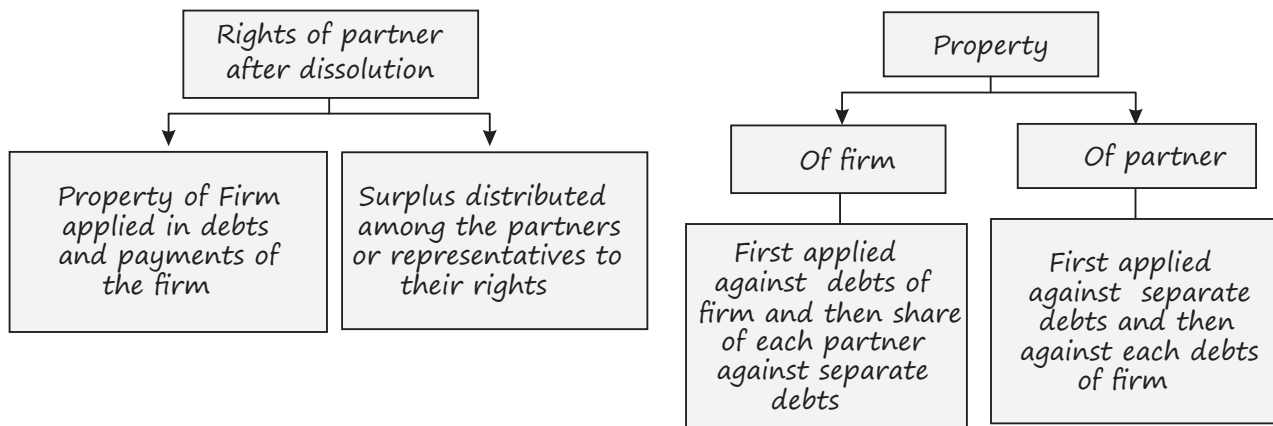 Rights of partner
after dissolution
Property of Firm
applied in debts
and payments of
the firm
Surplus distributed
among the partners
or representatives to
their rights
Property
Of firm
Of partner
First applied
against debts of
firm and then share
of each partner
against separate
debts
First applied
against separate
debts and then
against each debts
of firm